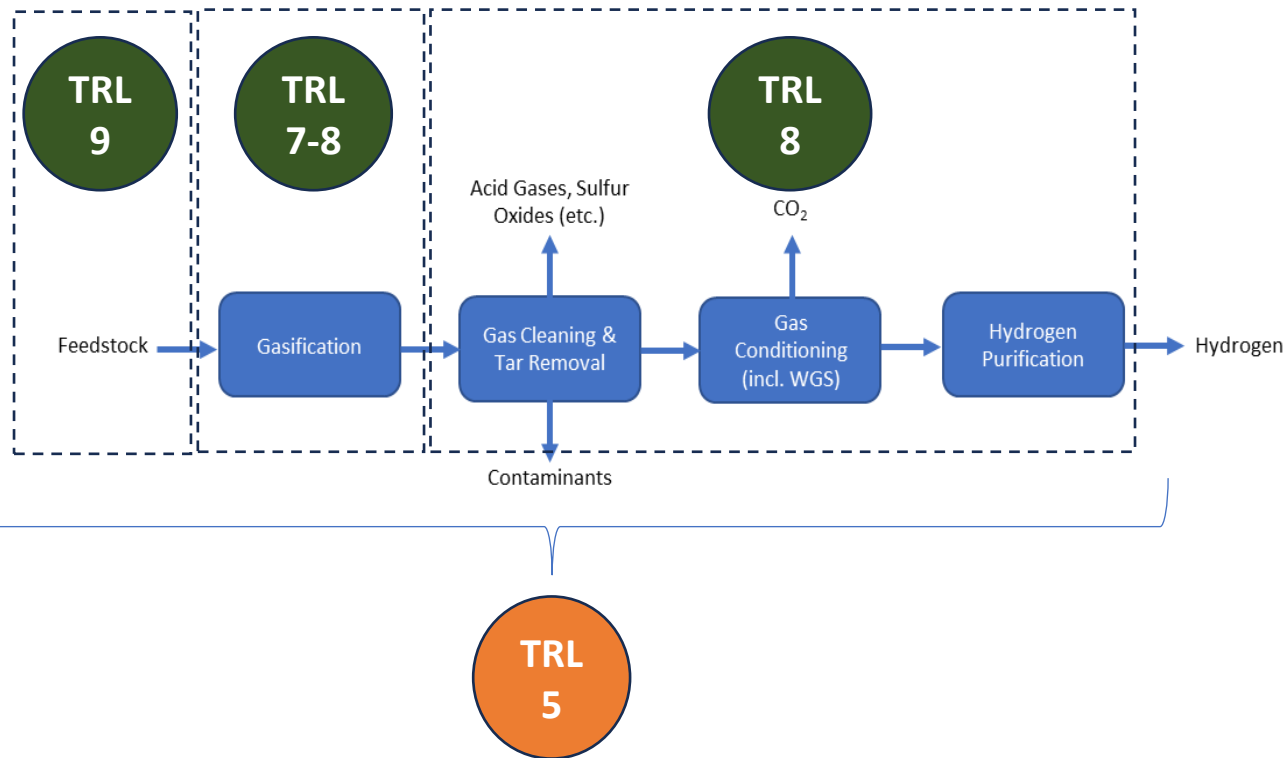 TRL
9
TRL
7-8
TRL
8
Acid Gases, Sulfur
Oxides (etc.)
CO₂
Feedstock
Gasification
Gas Cleaning &
Tar Removal
Gas
Conditioning
(incl. WGS)
Hydrogen
Purification
Hydrogen
Contaminants
TRL
5